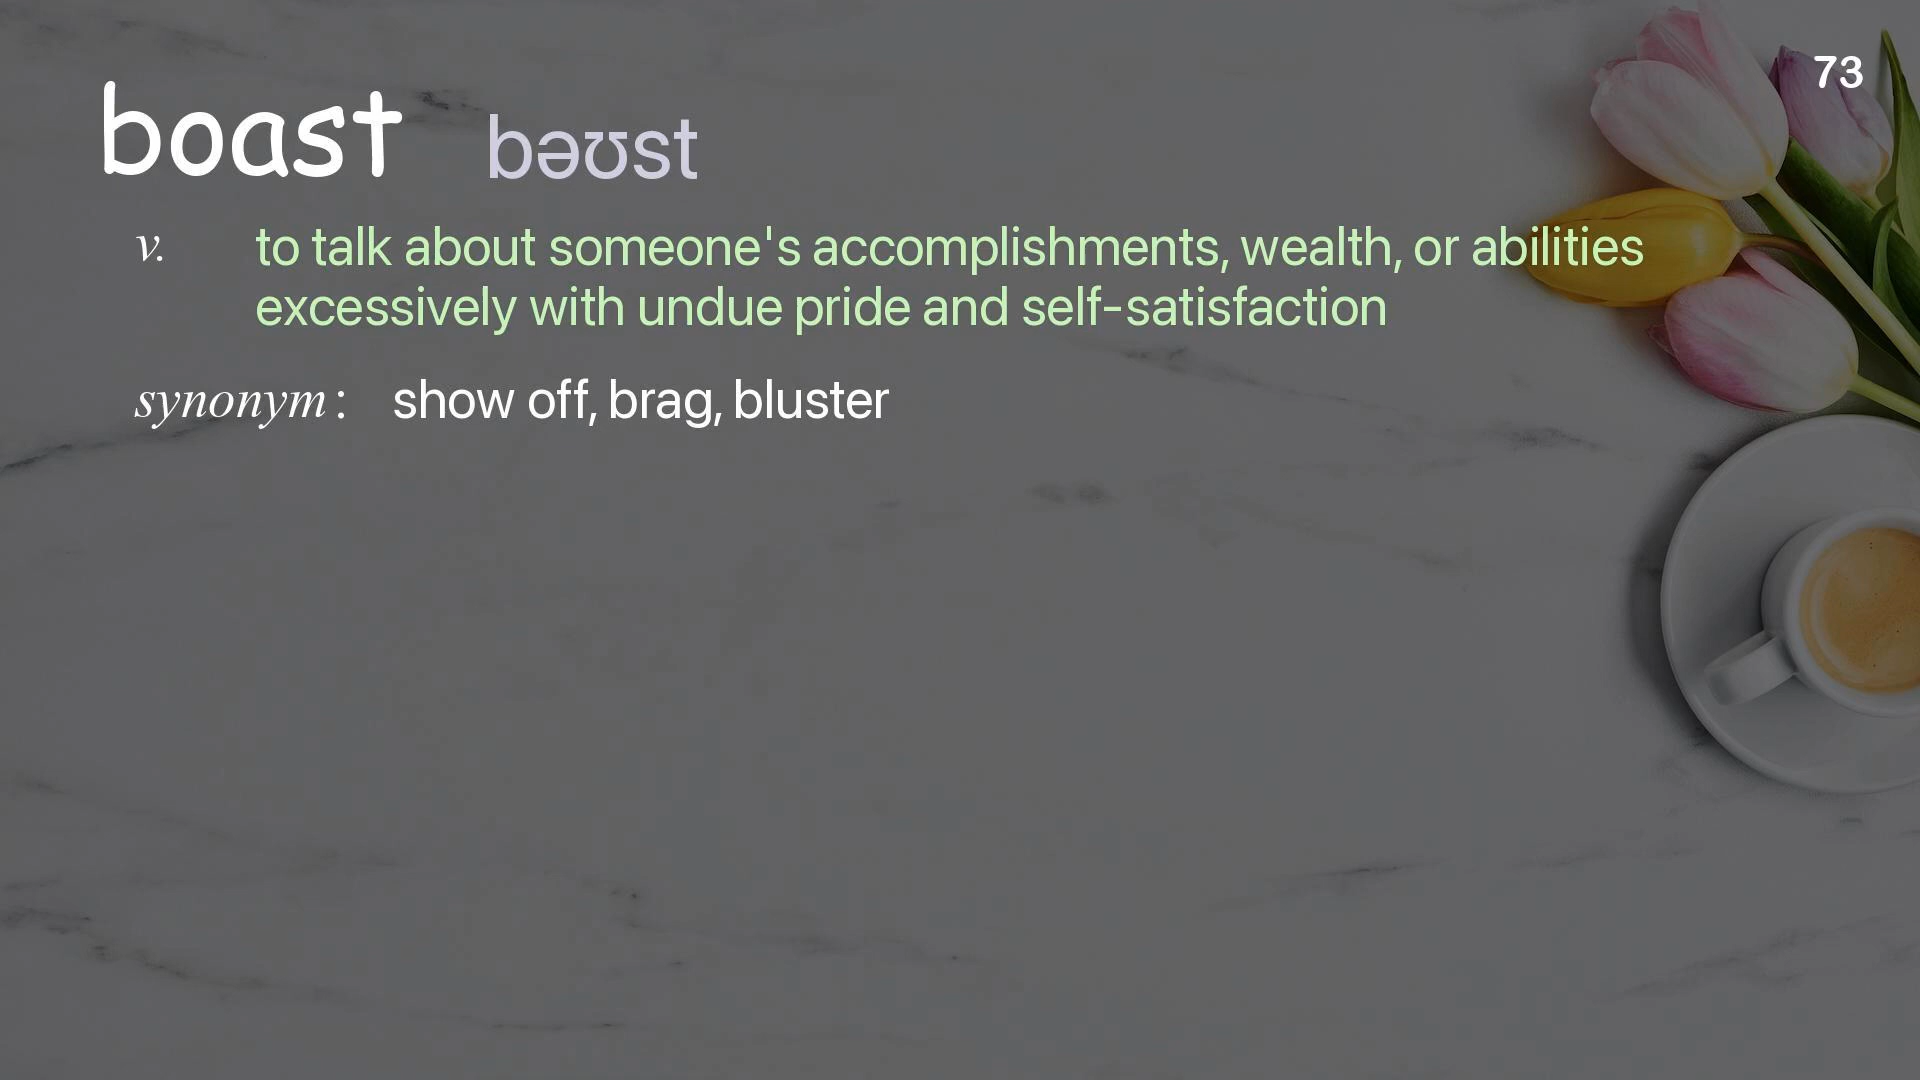 73
boast bəʊst
v. to talk about someone's accomplishments, wealth, or abilities
excessively with undue pride and self-satisfaction
synonym : show off, brag, bluster